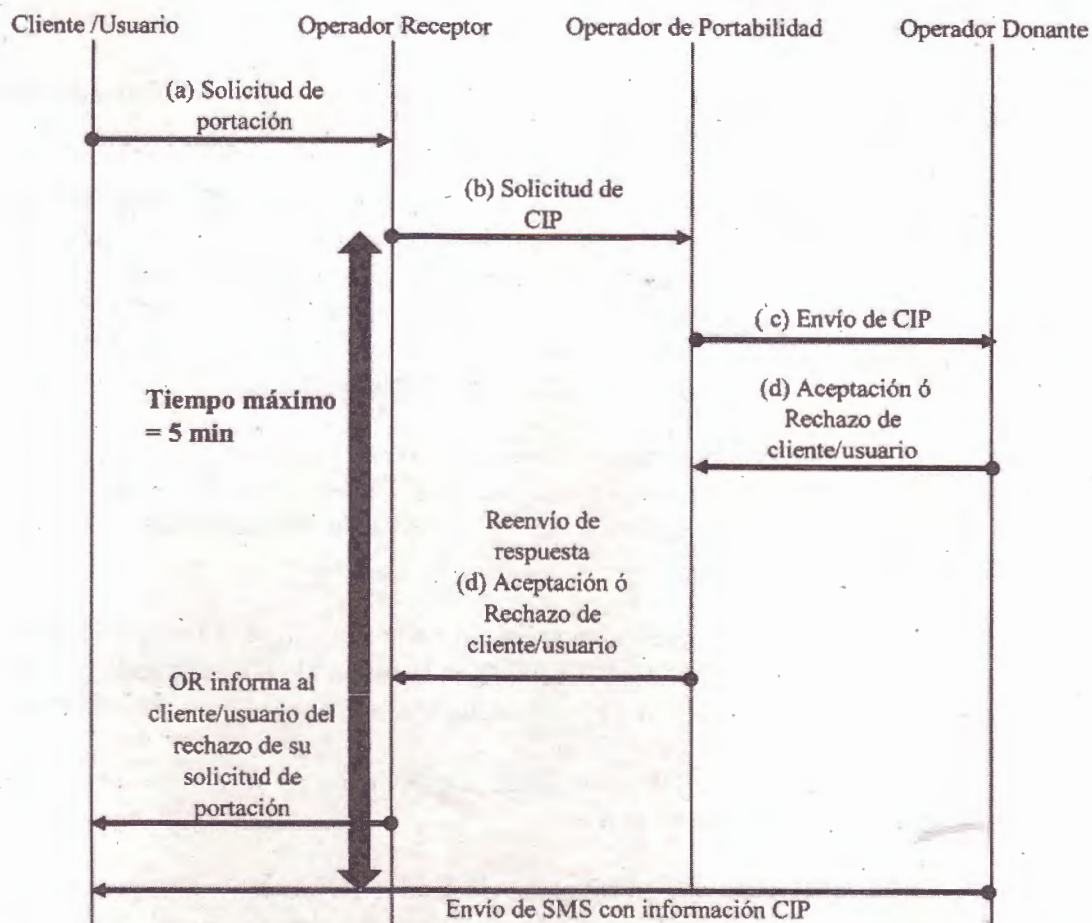 Cliente /Usuario Operador Receptor Operador de Portabilidad Operador Donante
(a) Solicitud de
portación
(b) Solicitud de
CIP
( c) Envío de CIP
Tiempo máximo
= 5 min
(d) Aceptación ó
Rechazo de
cliente/usuario
Reenvío de
respuesta
(d) Aceptación ó
Rechazo de
cliente/usuario
OR informa al
cliente/usuario del
rechazo de su
solicitud de
portación
Envío de SMS con información CIP